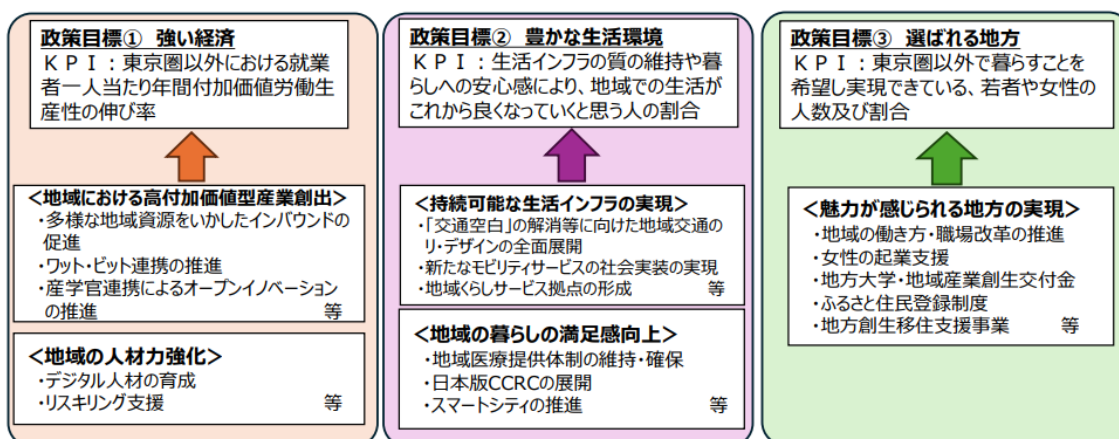 政策目標① 強い経済
ＫＰＩ：東京圏以外における就業
者一人当たり年間付加価値労働生
産性の伸び率
＜地域における高付加価値型産業創出＞
・多様な地域資源をいかしたインバウンドの
促進
・ワット・ビット連携の推進
・産学官連携によるオープンイノベーション
の推進 等
＜地域の人材力強化＞
・デジタル人材の育成
・リスキリング支援 等
政策目標② 豊かな生活環境
ＫＰＩ：生活インフラの質の維持や暮
らしへの安心感により、地域での生活が
これから良くなっていくと思う人の割合
＜持続可能な生活インフラの実現＞
・「交通空白」の解消等に向けた地域交通の
リ・デザインの全面展開
・新たなモビリティサービスの社会実装の実現
・地域くらしサービス拠点の形成 等
＜地域の暮らしの満足感向上＞
・地域医療提供体制の維持・確保
・日本版CCRCの展開
・スマートシティの推進 等
政策目標③ 選ばれる地方
ＫＰＩ：東京圏以外で暮らすことを
希望し実現できている、若者や女性の
人数及び割合
＜魅力が感じられる地方の実現＞
・地域の働き方・職場改革の推進
・女性の起業支援
・地方大学・地域産業創生交付金
・ふるさと住民登録制度
・地方創生移住支援事業 等